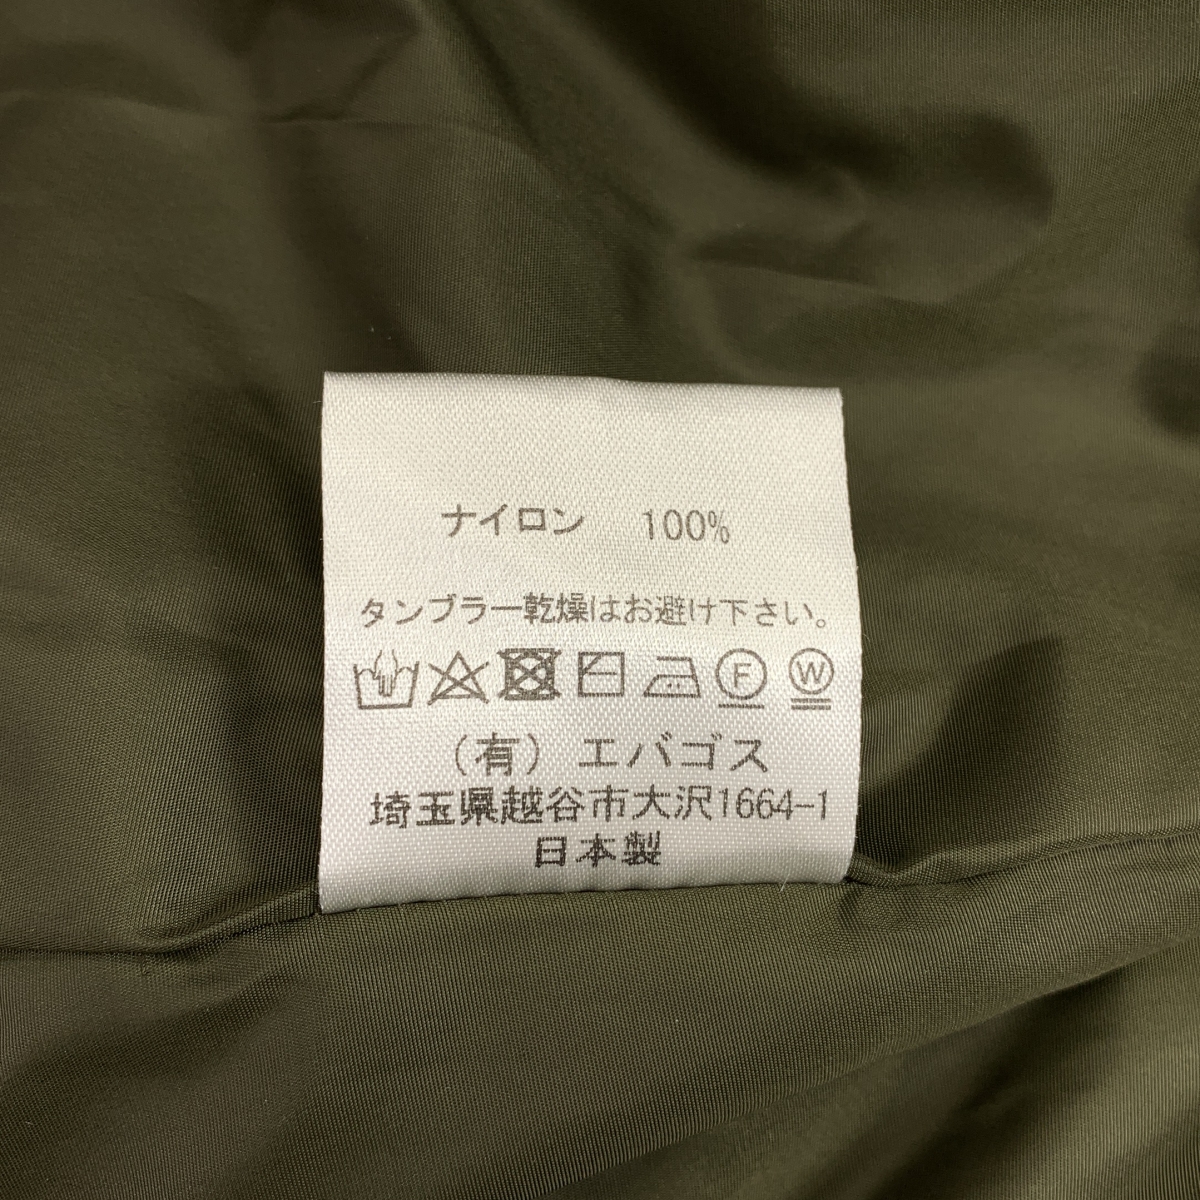 ナイロン 100%
タンブラー乾燥はお避け下さい。
F W
(有) エバゴス
埼玉県越谷市大沢1664-1
日本製